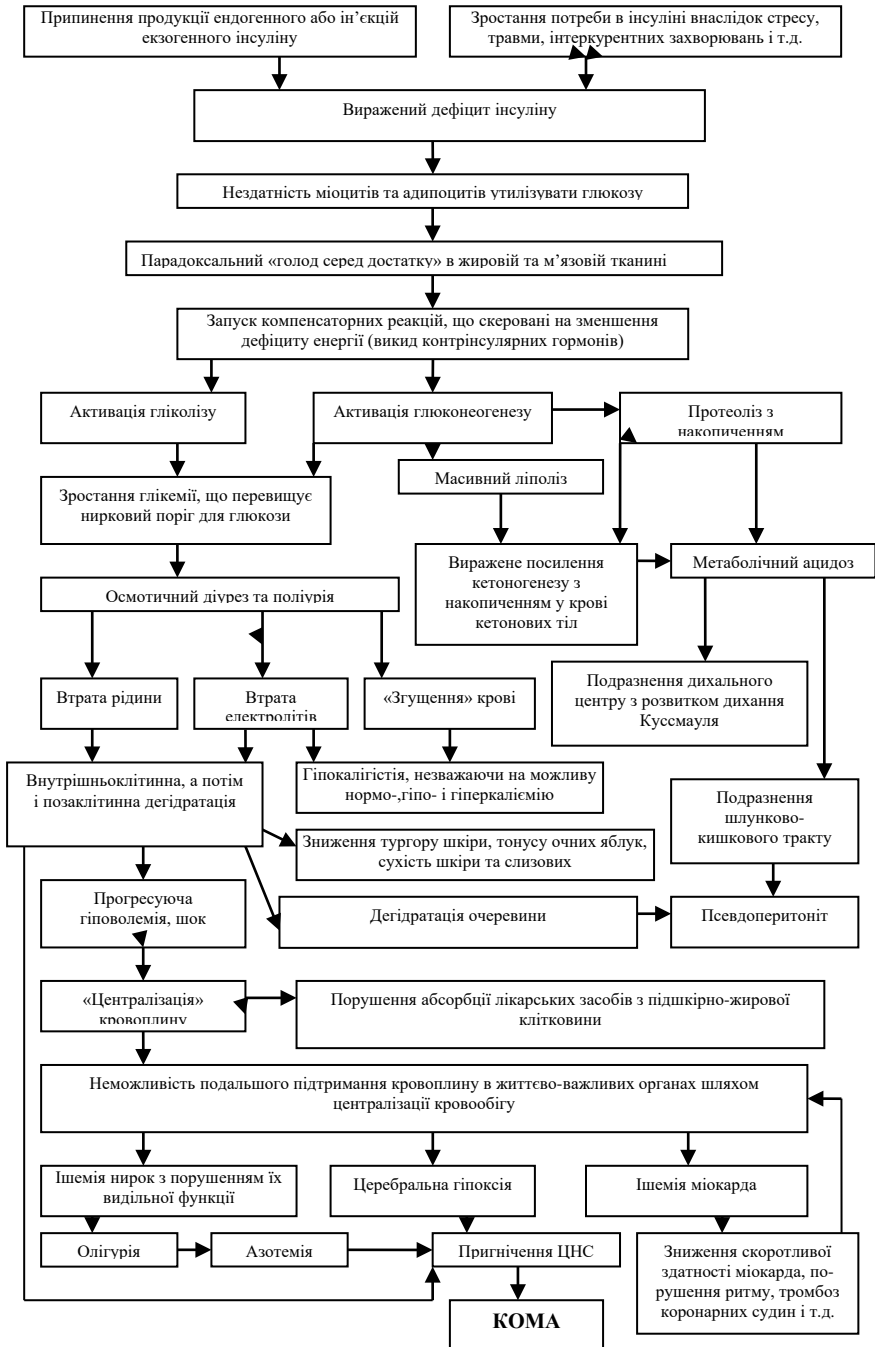 Припинення продукції ендогенного або ін’єкцій
екзогенного інсуліну
Зростання потреби в інсуліні внаслідок стресу,
травми, інтеркурентних захворювань і т.д.
Виражений дефіцит інсуліну
Нездатність міоцитів та адипоцитів утилізувати глюкозу
Парадоксальний «голод серед достатку» в жировій та м’язовій тканині
Запуск компенсаторних реакцій, що скеровані на зменшення
дефіциту енергії (викид контрінсулярних гормонів)
Активація гліколізу
Активація глюконеогенезу
Протеоліз з
накопиченням
Масивний ліполіз
Зростання глікемії, що перевищує
нирковий поріг для глюкози
Виражене посилення
кетоногенезу з
накопиченням у крові
кетонових тіл
Метаболічний ацидоз
Осмотичний діурез та поліурія
Втрата рідини
Втрата
електролітів
«Згущення» крові
Подразнення дихального
центру з розвитком дихання
Куссмауля
Внутрішньоклітинна, а потім
і позаклітинна дегідратація
Гіпокалігістія, незважаючи на можливу
нормо-,гіпо- і гіперкаліємію
Подразнення
шлунково-
кишкового тракту
Зниження тургору шкіри, тонусу очних яблук,
сухість шкіри та слизових
Прогресуюча
гіповолемія, шок
Дегідратація очеревини
Псевдоперитоніт
«Централізація»
кровоплину
Порушення абсорбції лікарських засобів з підшкірно-жирової
клітковини
Неможливість подальшого підтримання кровоплину в життєво-важливих органах шляхом
централізації кровообігу
Ішемія нирок з порушенням їх
видільної функції
Церебральна гіпоксія
Ішемія міокарда
Олігурія
Азотемія
Пригнічення ЦНС
Зниження скоротливої
здатності міокарда, по-
рушення ритму, тромбоз
коронарних судин і т.д.
КОМА